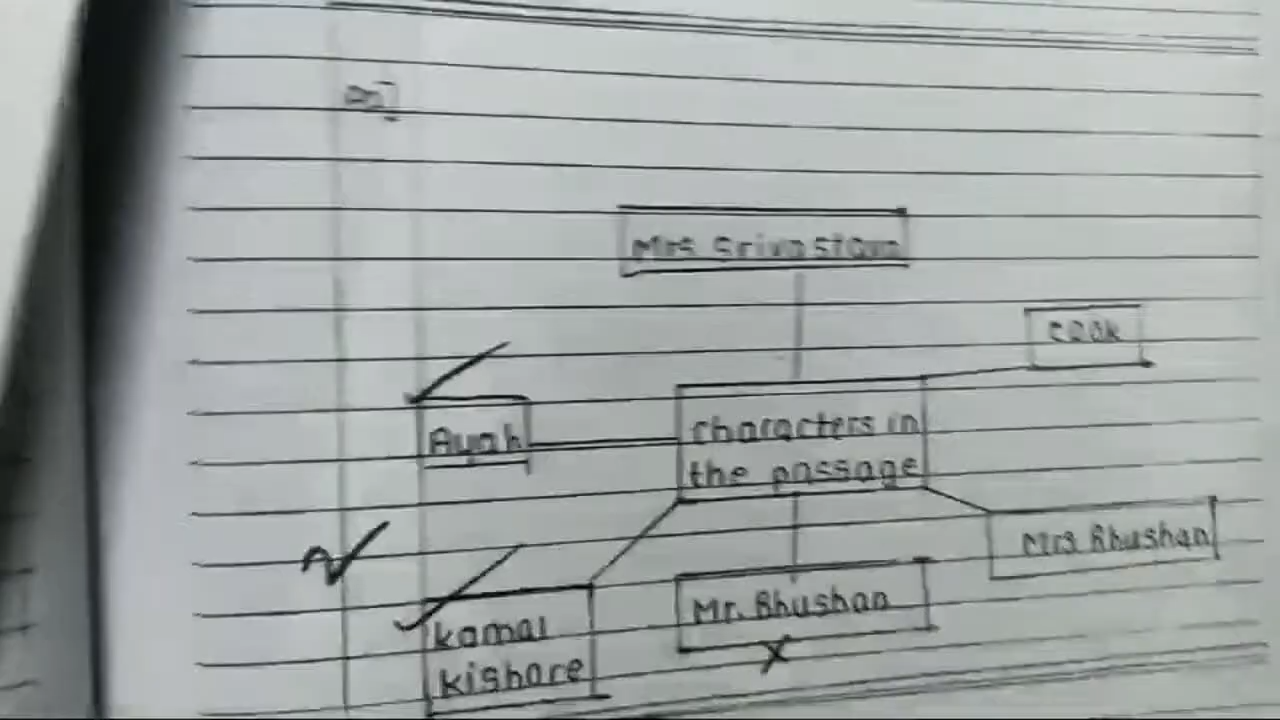 Mrs Srivastava
cook
Ayah
characters in
the passage
Mrs Bhushan
Mr. Bhushan
kamal
kishore